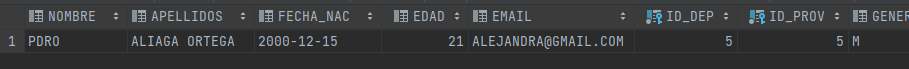 NOMBRE APELLIDOS FECHA_NAC EDAD EMAIL ID_DEP ID_PROV GENER
1 PDRO ALIAGA ORTEGA 2000-12-15 21 ALEJANDRA@GMAIL.COM 5 5 M